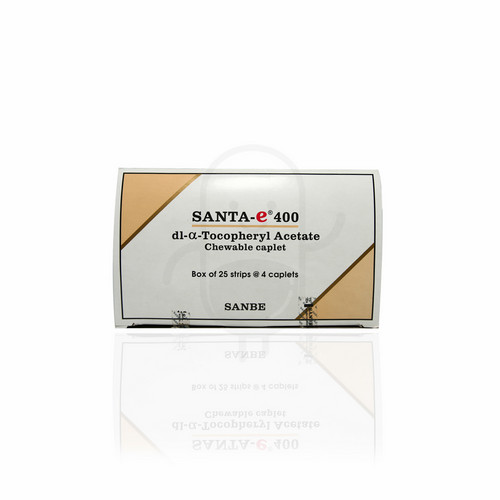 SANTA-e® 400
dl-α-Tocopheryl Acetate
Chewable caplet
Box of 25 strips @ 4 caplets
SANBE